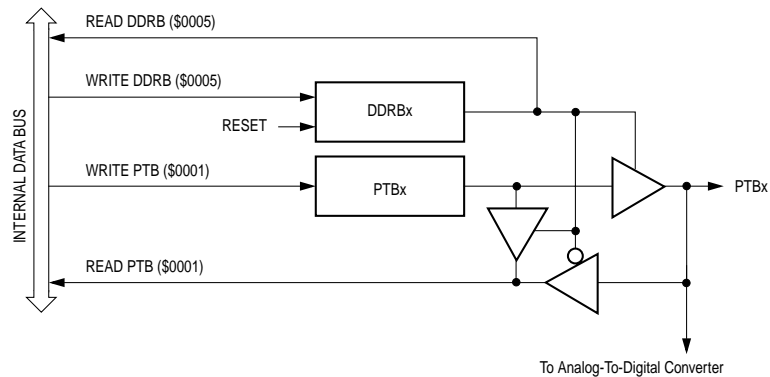 READ DDRB ($0005)
WRITE DDRB ($0005)
RESET
DDRBx
WRITE PTB ($0001)
PTBx
PTBx
READ PTB ($0001)
INTERNAL DATA BUS
To Analog-To-Digital Converter